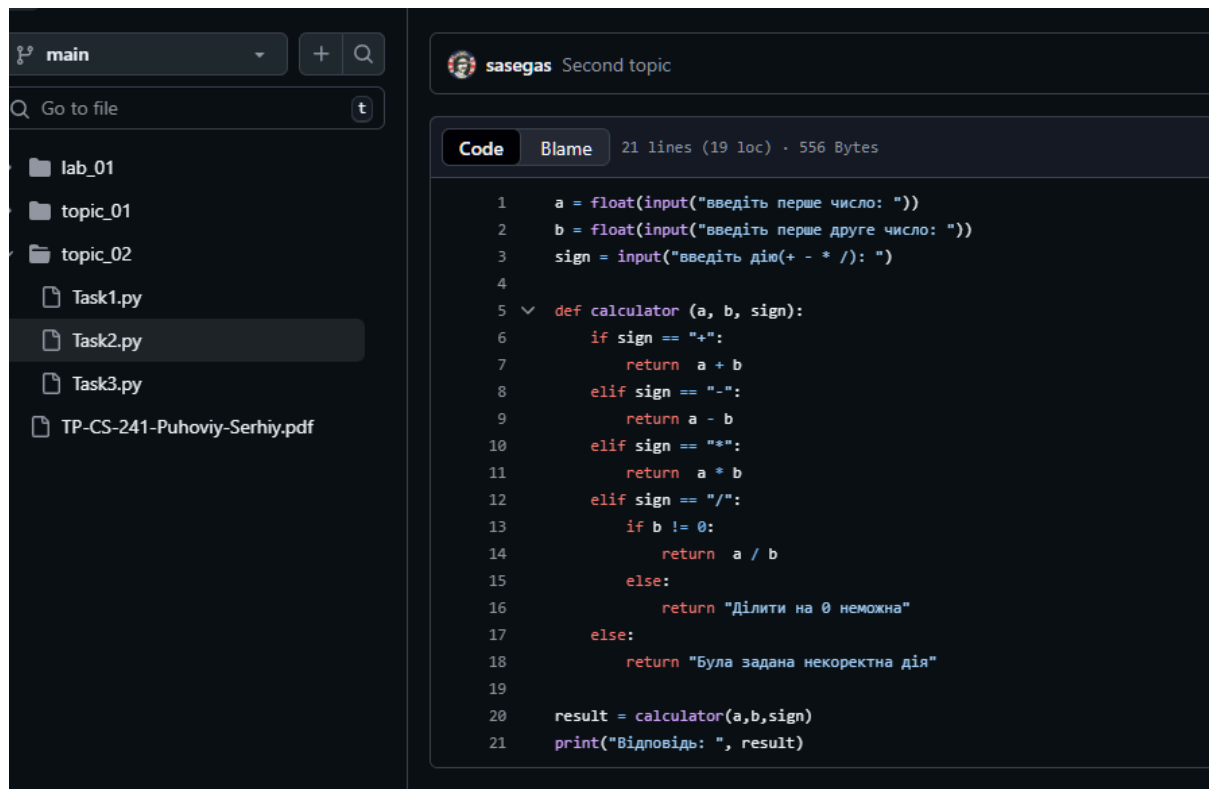 main
Go to file
t
lab_01
topic_01
topic_02
Task1.py
Task2.py
Task3.py
TP-CS-241-Puhoviy-Serhiy.pdf
sasegas Second topic
Code Blame 21 lines (19 loc) · 556 Bytes
1 a = float(input("введіть перше число: "))
2 b = float(input("введіть перше друге число: "))
3 sign = input("введіть дію(+ - * /): ")
4
5 def calculator (a, b, sign):
6 if sign == "+":
7 return  a + b
8 elif sign == "-":
9 return a - b
10 elif sign == "*":
11 return  a * b
12 elif sign == "/":
13 if b != 0:
14 return  a / b
15 else:
16 return "Ділити на 0 неможна"
17 else:
18 return "Була задана некоректна дія"
19
20 result = calculator(a,b,sign)
21 print("Відповідь: ", result)